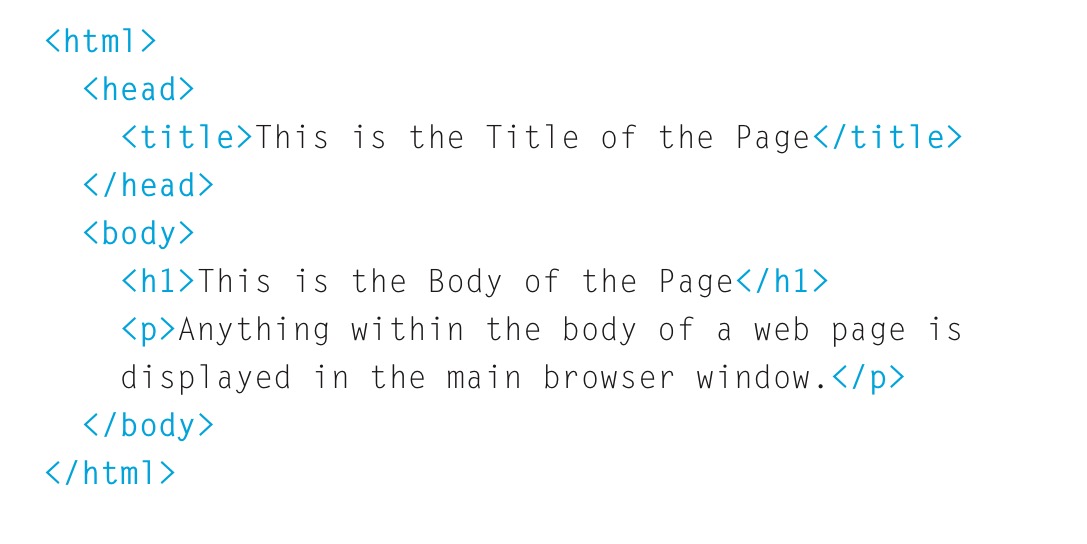 <html>
  <head>
    <title>This is the Title of the Page</title>
  </head>
  <body>
    <h1>This is the Body of the Page</h1>
    <p>Anything within the body of a web page is
    displayed in the main browser window.</p>
  </body>
</html>